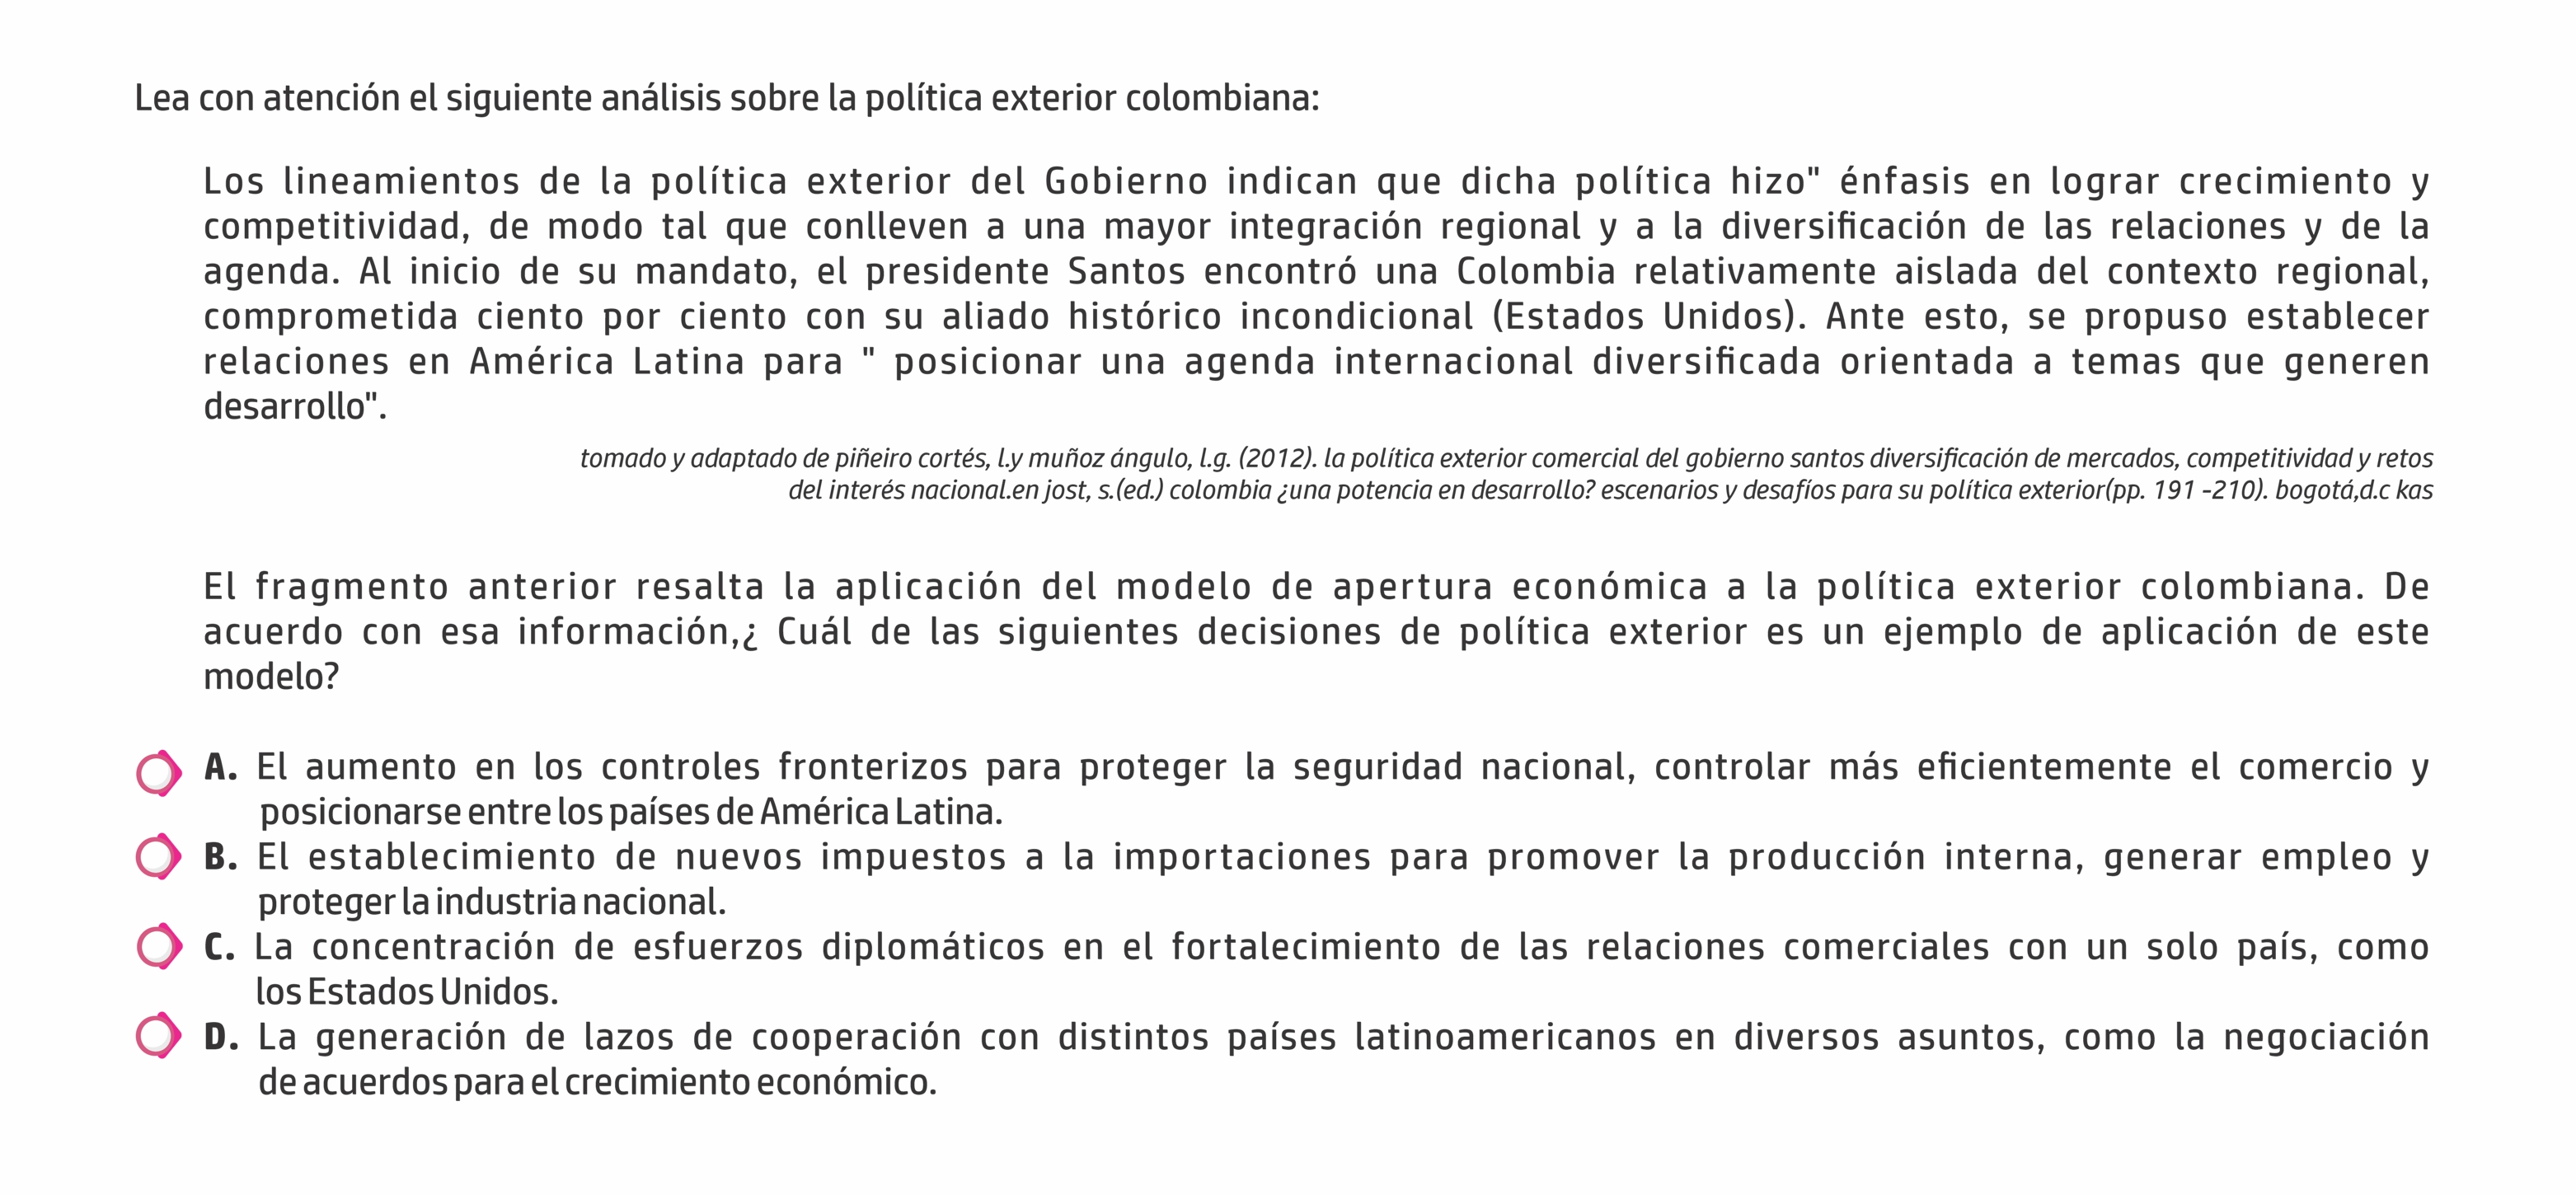 Lea con atención el siguiente análisis sobre la política exterior colombiana:
Los lineamientos de la política exterior del Gobierno indican que dicha política hizo" énfasis en lograr crecimiento y
competitividad, de modo tal que conlleven a una mayor integración regional y a la diversificación de las relaciones y de la
agenda. Al inicio de su mandato, el presidente Santos encontró una Colombia relativamente aislada del contexto regional,
comprometida ciento por ciento con su aliado histórico incondicional (Estados Unidos). Ante esto, se propuso establecer
relaciones en América Latina para " posicionar una agenda internacional diversificada orientada a temas que generen
desarrollo".
tomado y adaptado de piñeiro cortés, l.y muñoz ángulo, l.g. (2012). la política exterior comercial del gobierno santos diversificación de mercados, competitividad y retos
del interés nacional.en jost, s.(ed.) colombia ¿una potencia en desarrollo? escenarios y desafíos para su política exterior(pp. 191 -210). bogotá,d.c kas
El fragmento anterior resalta la aplicación del modelo de apertura económica a la política exterior colombiana. De
acuerdo con esa información,¿ Cuál de las siguientes decisiones de política exterior es un ejemplo de aplicación de este
modelo?
A. El aumento en los controles fronterizos para proteger la seguridad nacional, controlar más eficientemente el comercio y
posicionarse entre los países de América Latina.
B. El establecimiento de nuevos impuestos a la importaciones para promover la producción interna, generar empleo y
proteger la industria nacional.
C. La concentración de esfuerzos diplomáticos en el fortalecimiento de las relaciones comerciales con un solo país, como
los Estados Unidos.
D. La generación de lazos de cooperación con distintos países latinoamericanos en diversos asuntos, como la negociación
de acuerdos para el crecimiento económico.